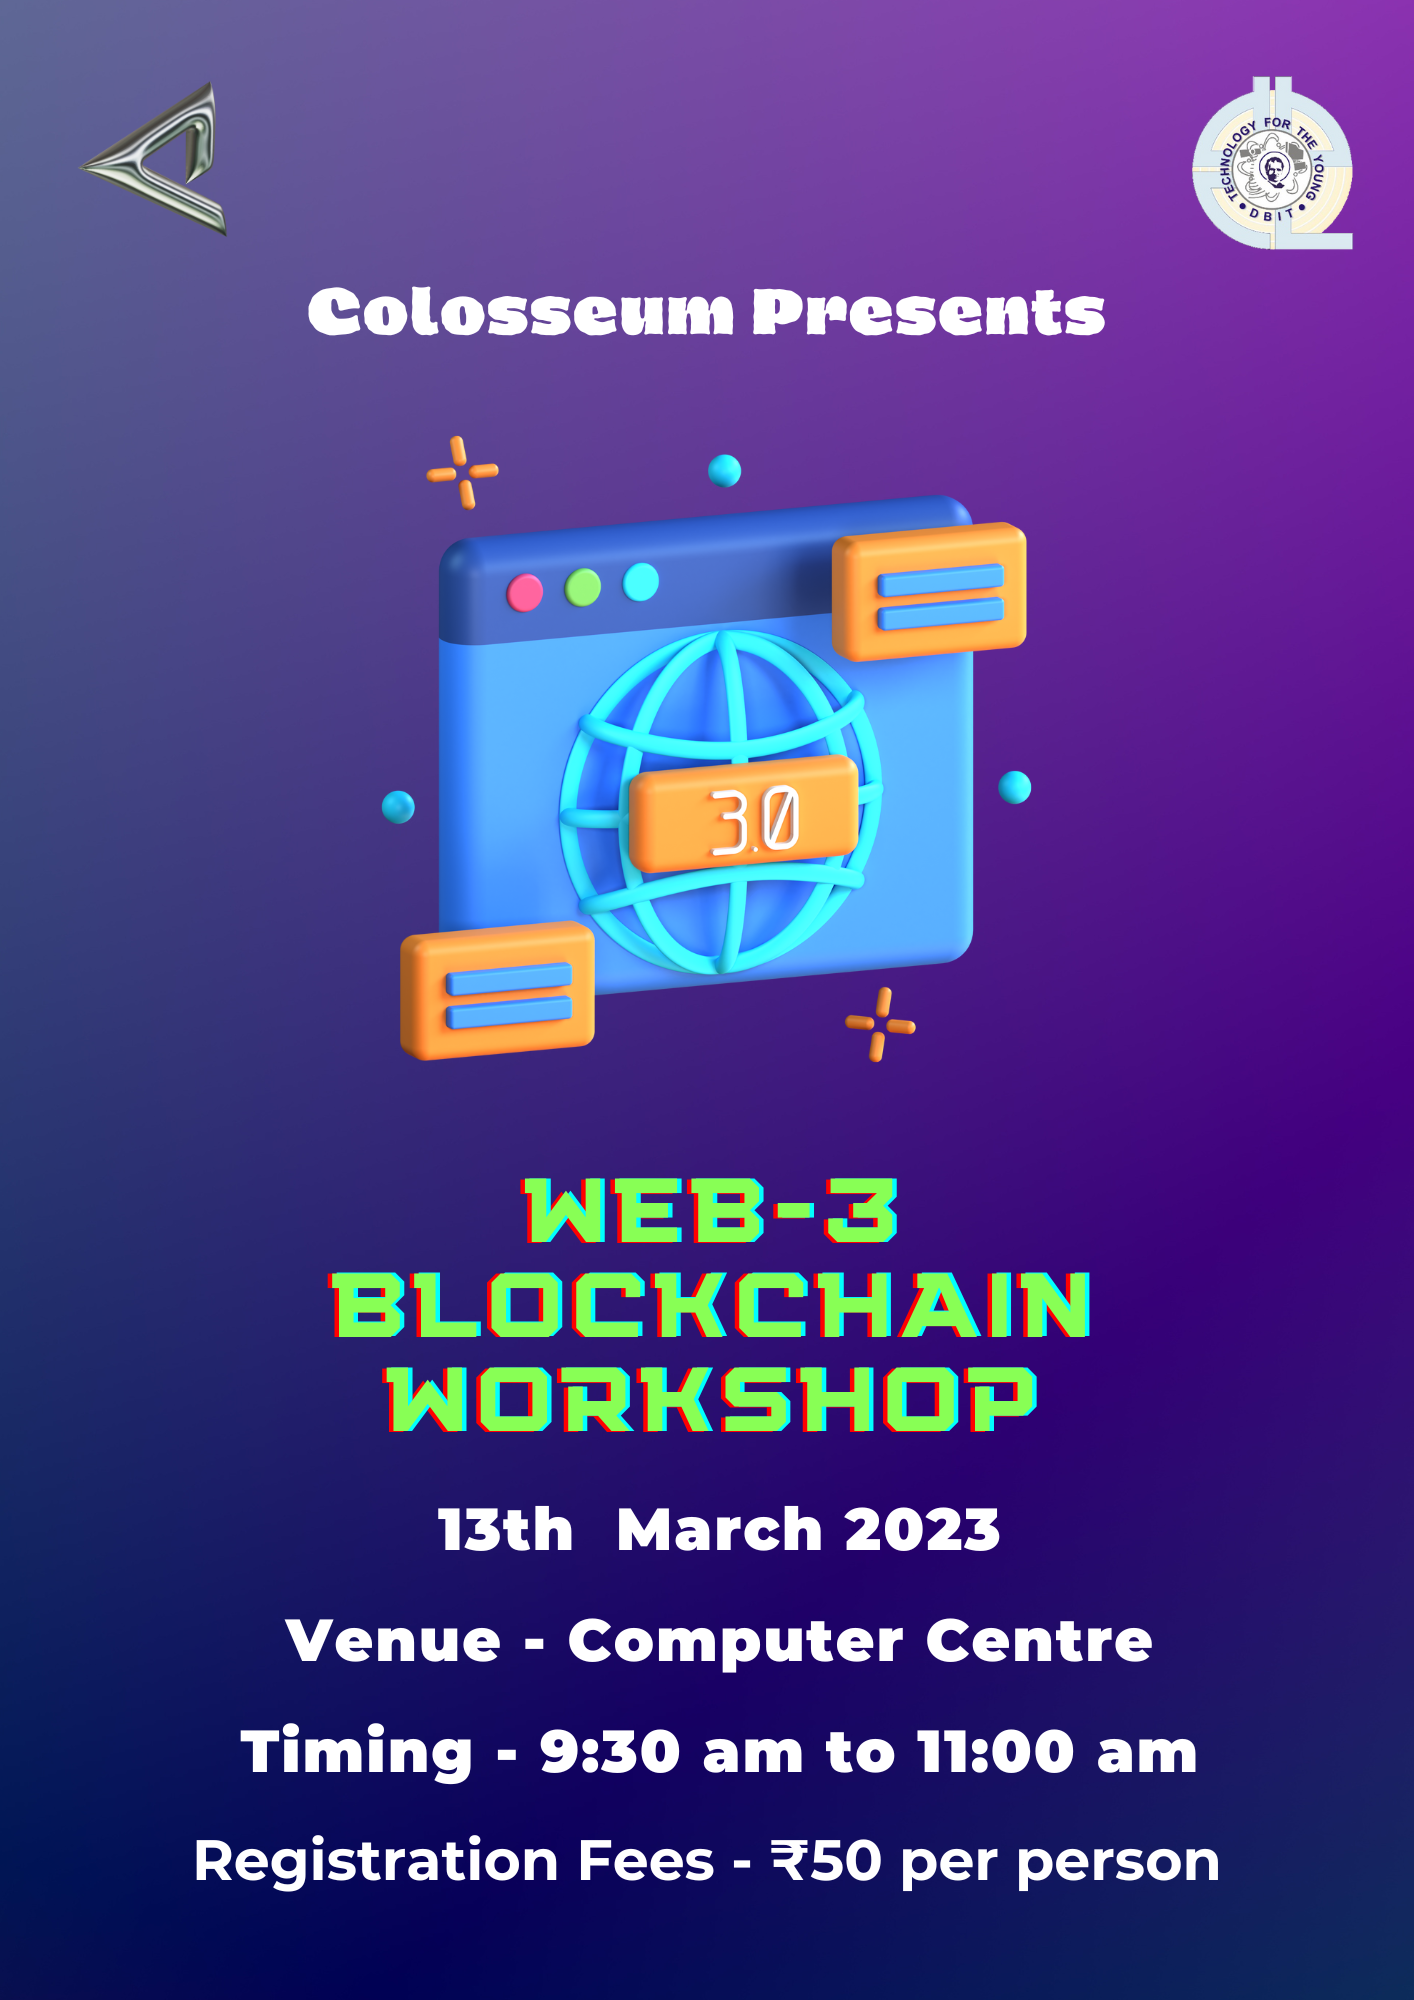 TECHNOLOGY FOR THE YOUNG
• DBIT •
Colosseum Presents
3.0
WEB-3
BLOCKCHAIN
WORKSHOP
13th March 2023
Venue - Computer Centre
Timing - 9:30 am to 11:00 am
Registration Fees - ₹50 per person